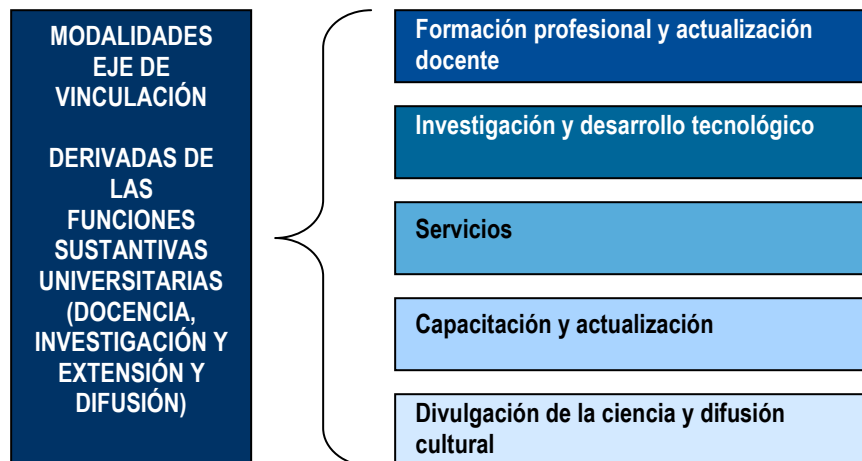 MODALIDADES
EJE DE
VINCULACIÓN
DERIVADAS DE
LAS
FUNCIONES
SUSTANTIVAS
UNIVERSITARIAS
(DOCENCIA,
INVESTIGACIÓN Y
EXTENSIÓN Y
DIFUSIÓN)
Formación profesional y actualización
docente
Investigación y desarrollo tecnológico
Servicios
Capacitación y actualización
Divulgación de la ciencia y difusión
cultural